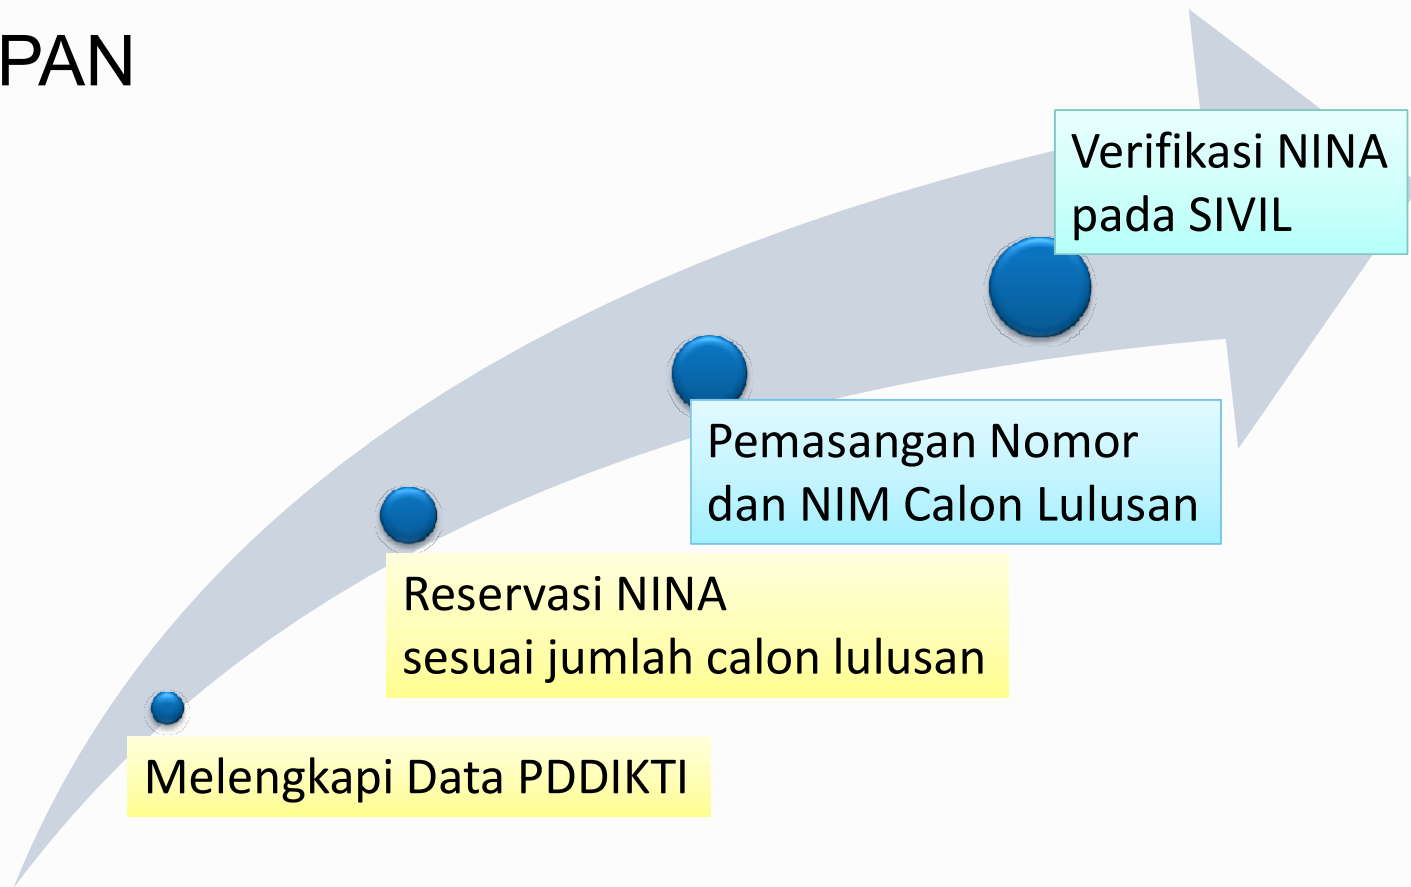 PAN
Verifikasi NINA
pada SIVIL
Pemasangan Nomor
dan NIM Calon Lulusan
Reservasi NINA
sesuai jumlah calon lulusan
Melengkapi Data PDDIKTI